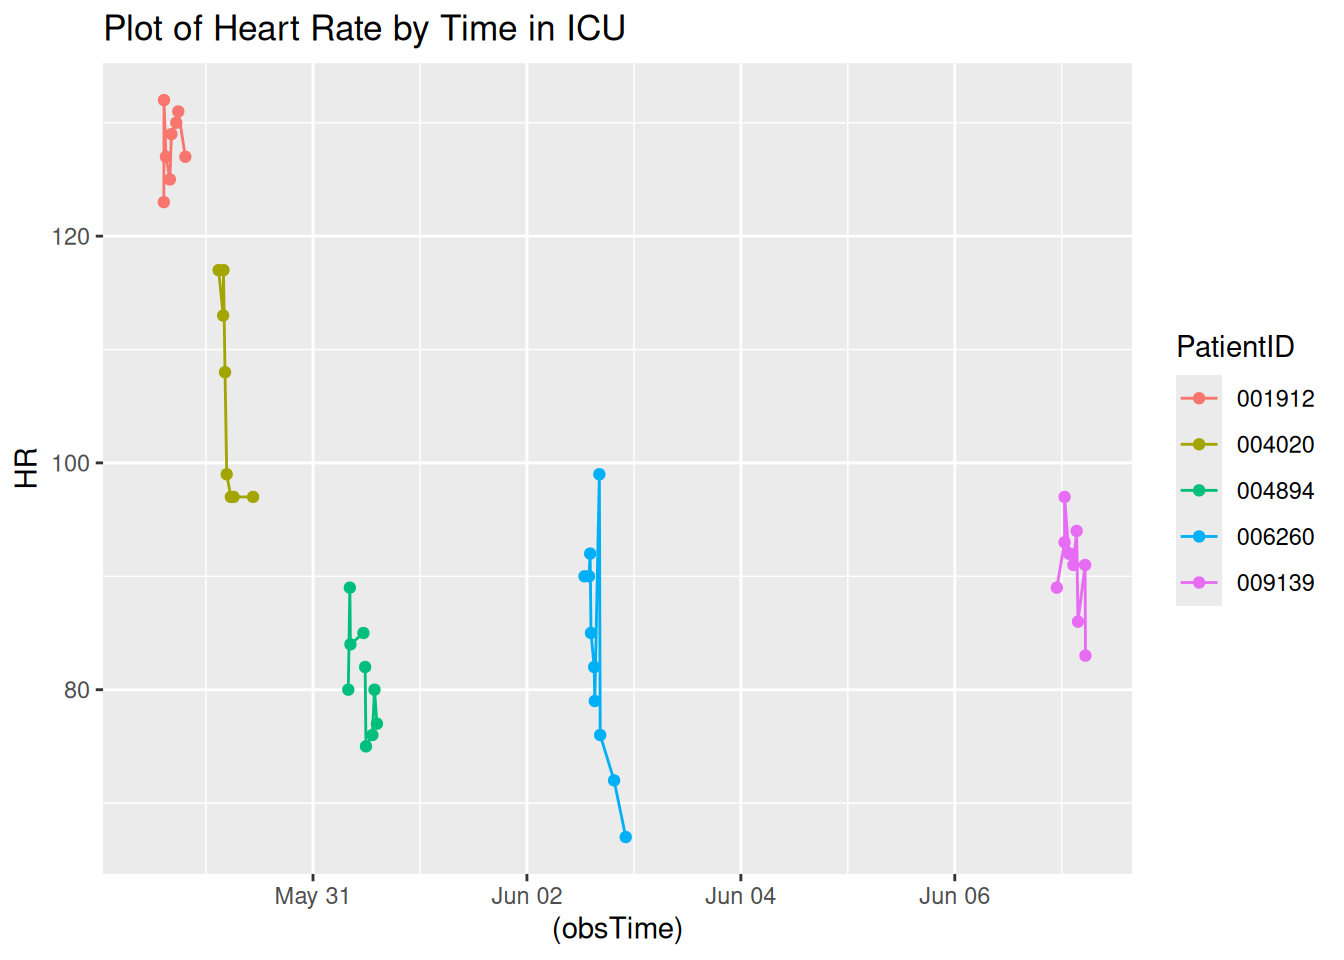 Plot of Heart Rate by Time in ICU
120
100
80
HR
May 31
Jun 02
Jun 04
Jun 06
(obsTime)
PatientID
001912
004020
004894
006260
009139